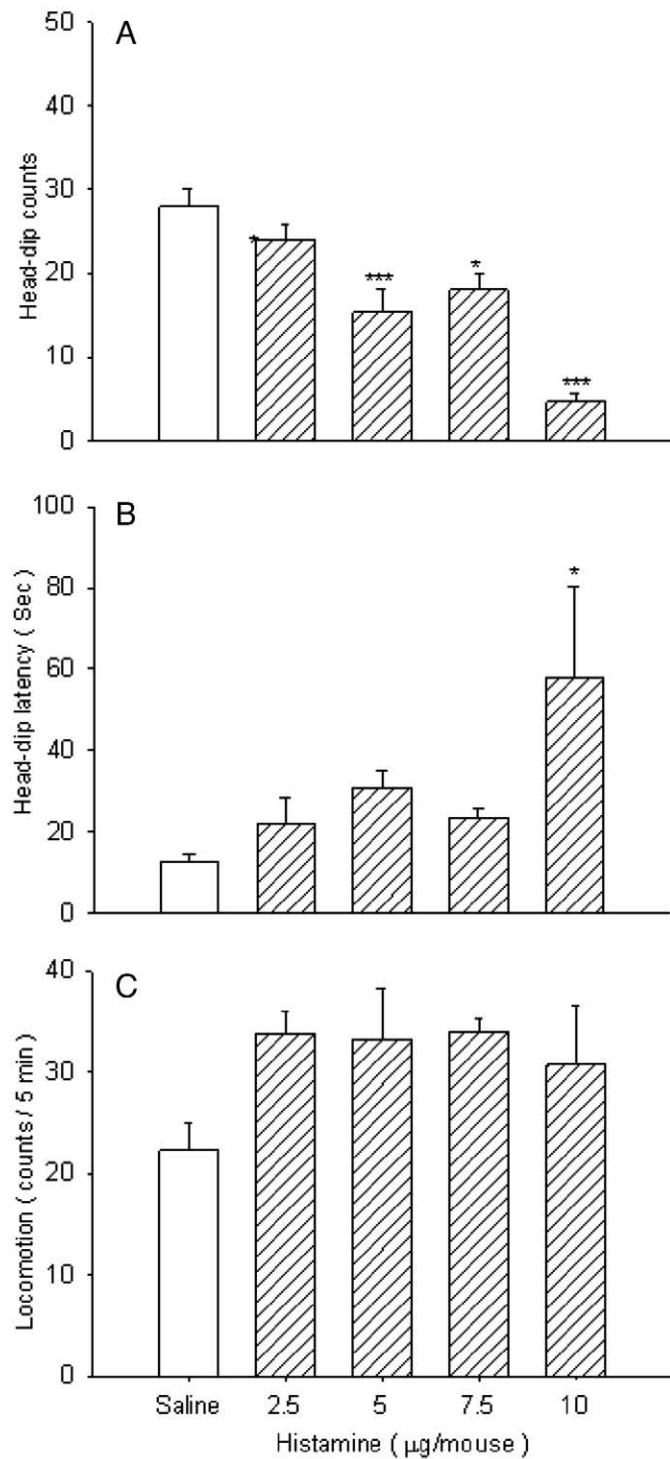 A
50
40
30
20
10
0
Head-dip counts
*
***
*
***
B
100
80
60
40
20
0
Head-dip latency ( Sec)
*
C
40
30
20
10
0
Locomotion ( counts / 5 min )
Saline 2.5 5 7.5 10
Histamine ( μg/mouse )